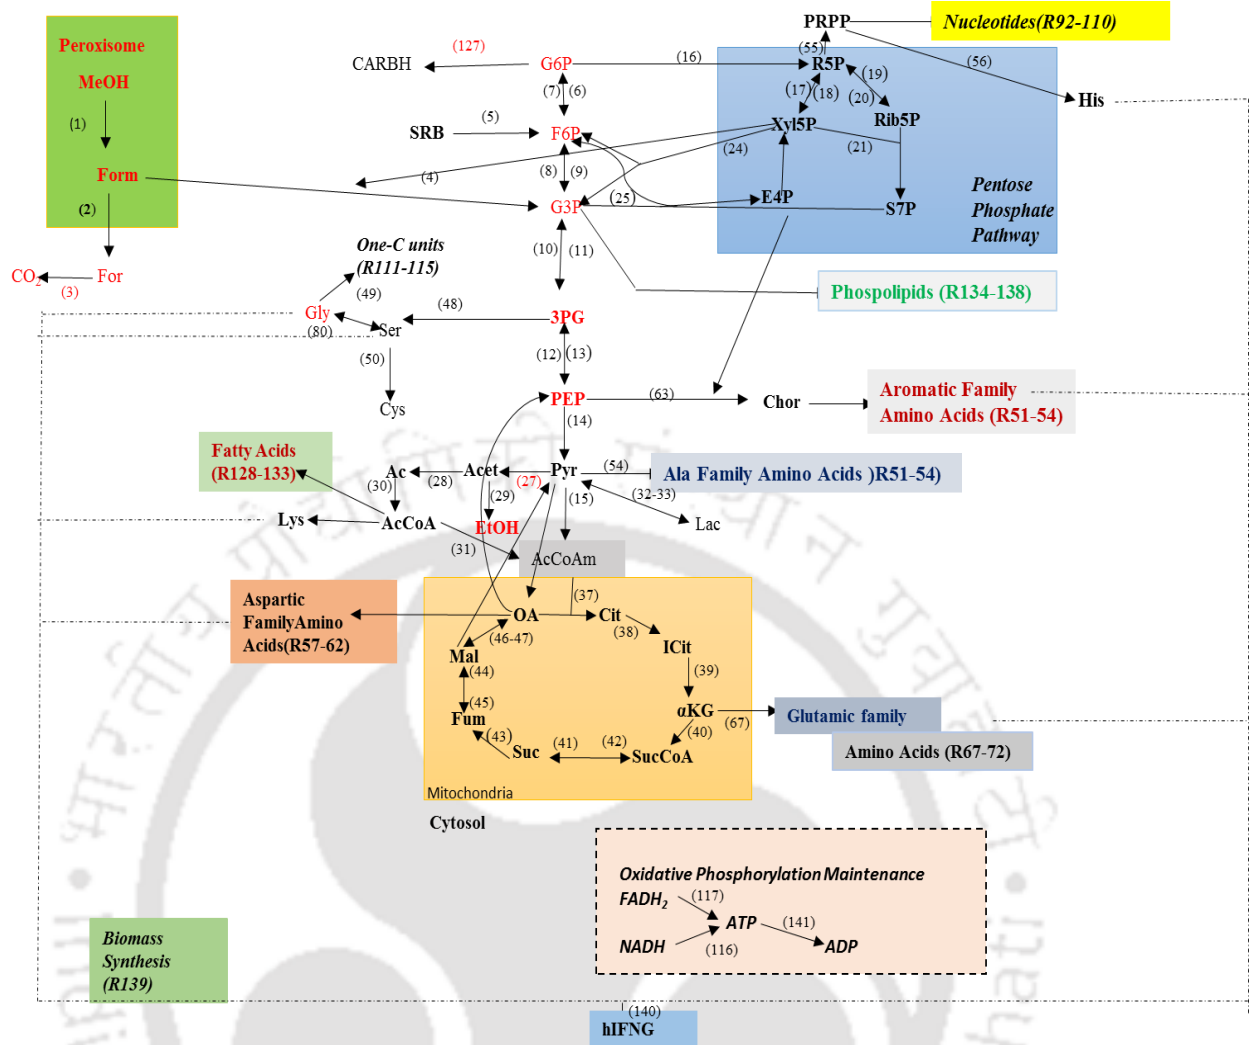 PRPP
Nucleotides(R92-110)
Peroxisome
MeOH
(1)
Form
(2)
CO2
(3)
For
CARBH
(127)
G6P
(16)
(55)
R5P
(56)
His
(7)
(6)
(17)
(18)
(19)
(20)
SRB
(5)
F6P
Xyl5P
Rib5P
(24)
(21)
(4)
(8)
(9)
G3P
(25)
E4P
S7P
Pentose
Phosphate
Pathway
One-C units
(R111-115)
(10)
(11)
(49)
Phospolipids (R134-138)
Gly
(80)
Ser
(48)
3PG
(50)
(12)
(13)
Cys
PEP
(63)
Chor
Aromatic Family
Amino Acids (R51-54)
(14)
Fatty Acids
(R128-133)
Ac
(28)
Acet
(27)
Pyr
(54)
Ala Family Amino Acids )R51-54)
(30)
(29)
(15)
(32-33)
Lys
AcCoA
EtOH
Lac
(31)
AcCoAm
Aspartic
FamilyAmino
Acids(R57-62)
(37)
OA
Cit
(38)
(46-47)
ICit
Mal
(44)
(39)
(45)
Fum
αKG
(67)
Glutamic family
Amino Acids (R67-72)
(43)
Suc
(41)
(42)
(40)
SucCoA
Mitochondria
Cytosol
Oxidative Phosphorylation Maintenance
FADH2
(117)
ATP
(141)
NADH
(116)
ADP
Biomass
Synthesis
(R139)
(140)
hIFNG